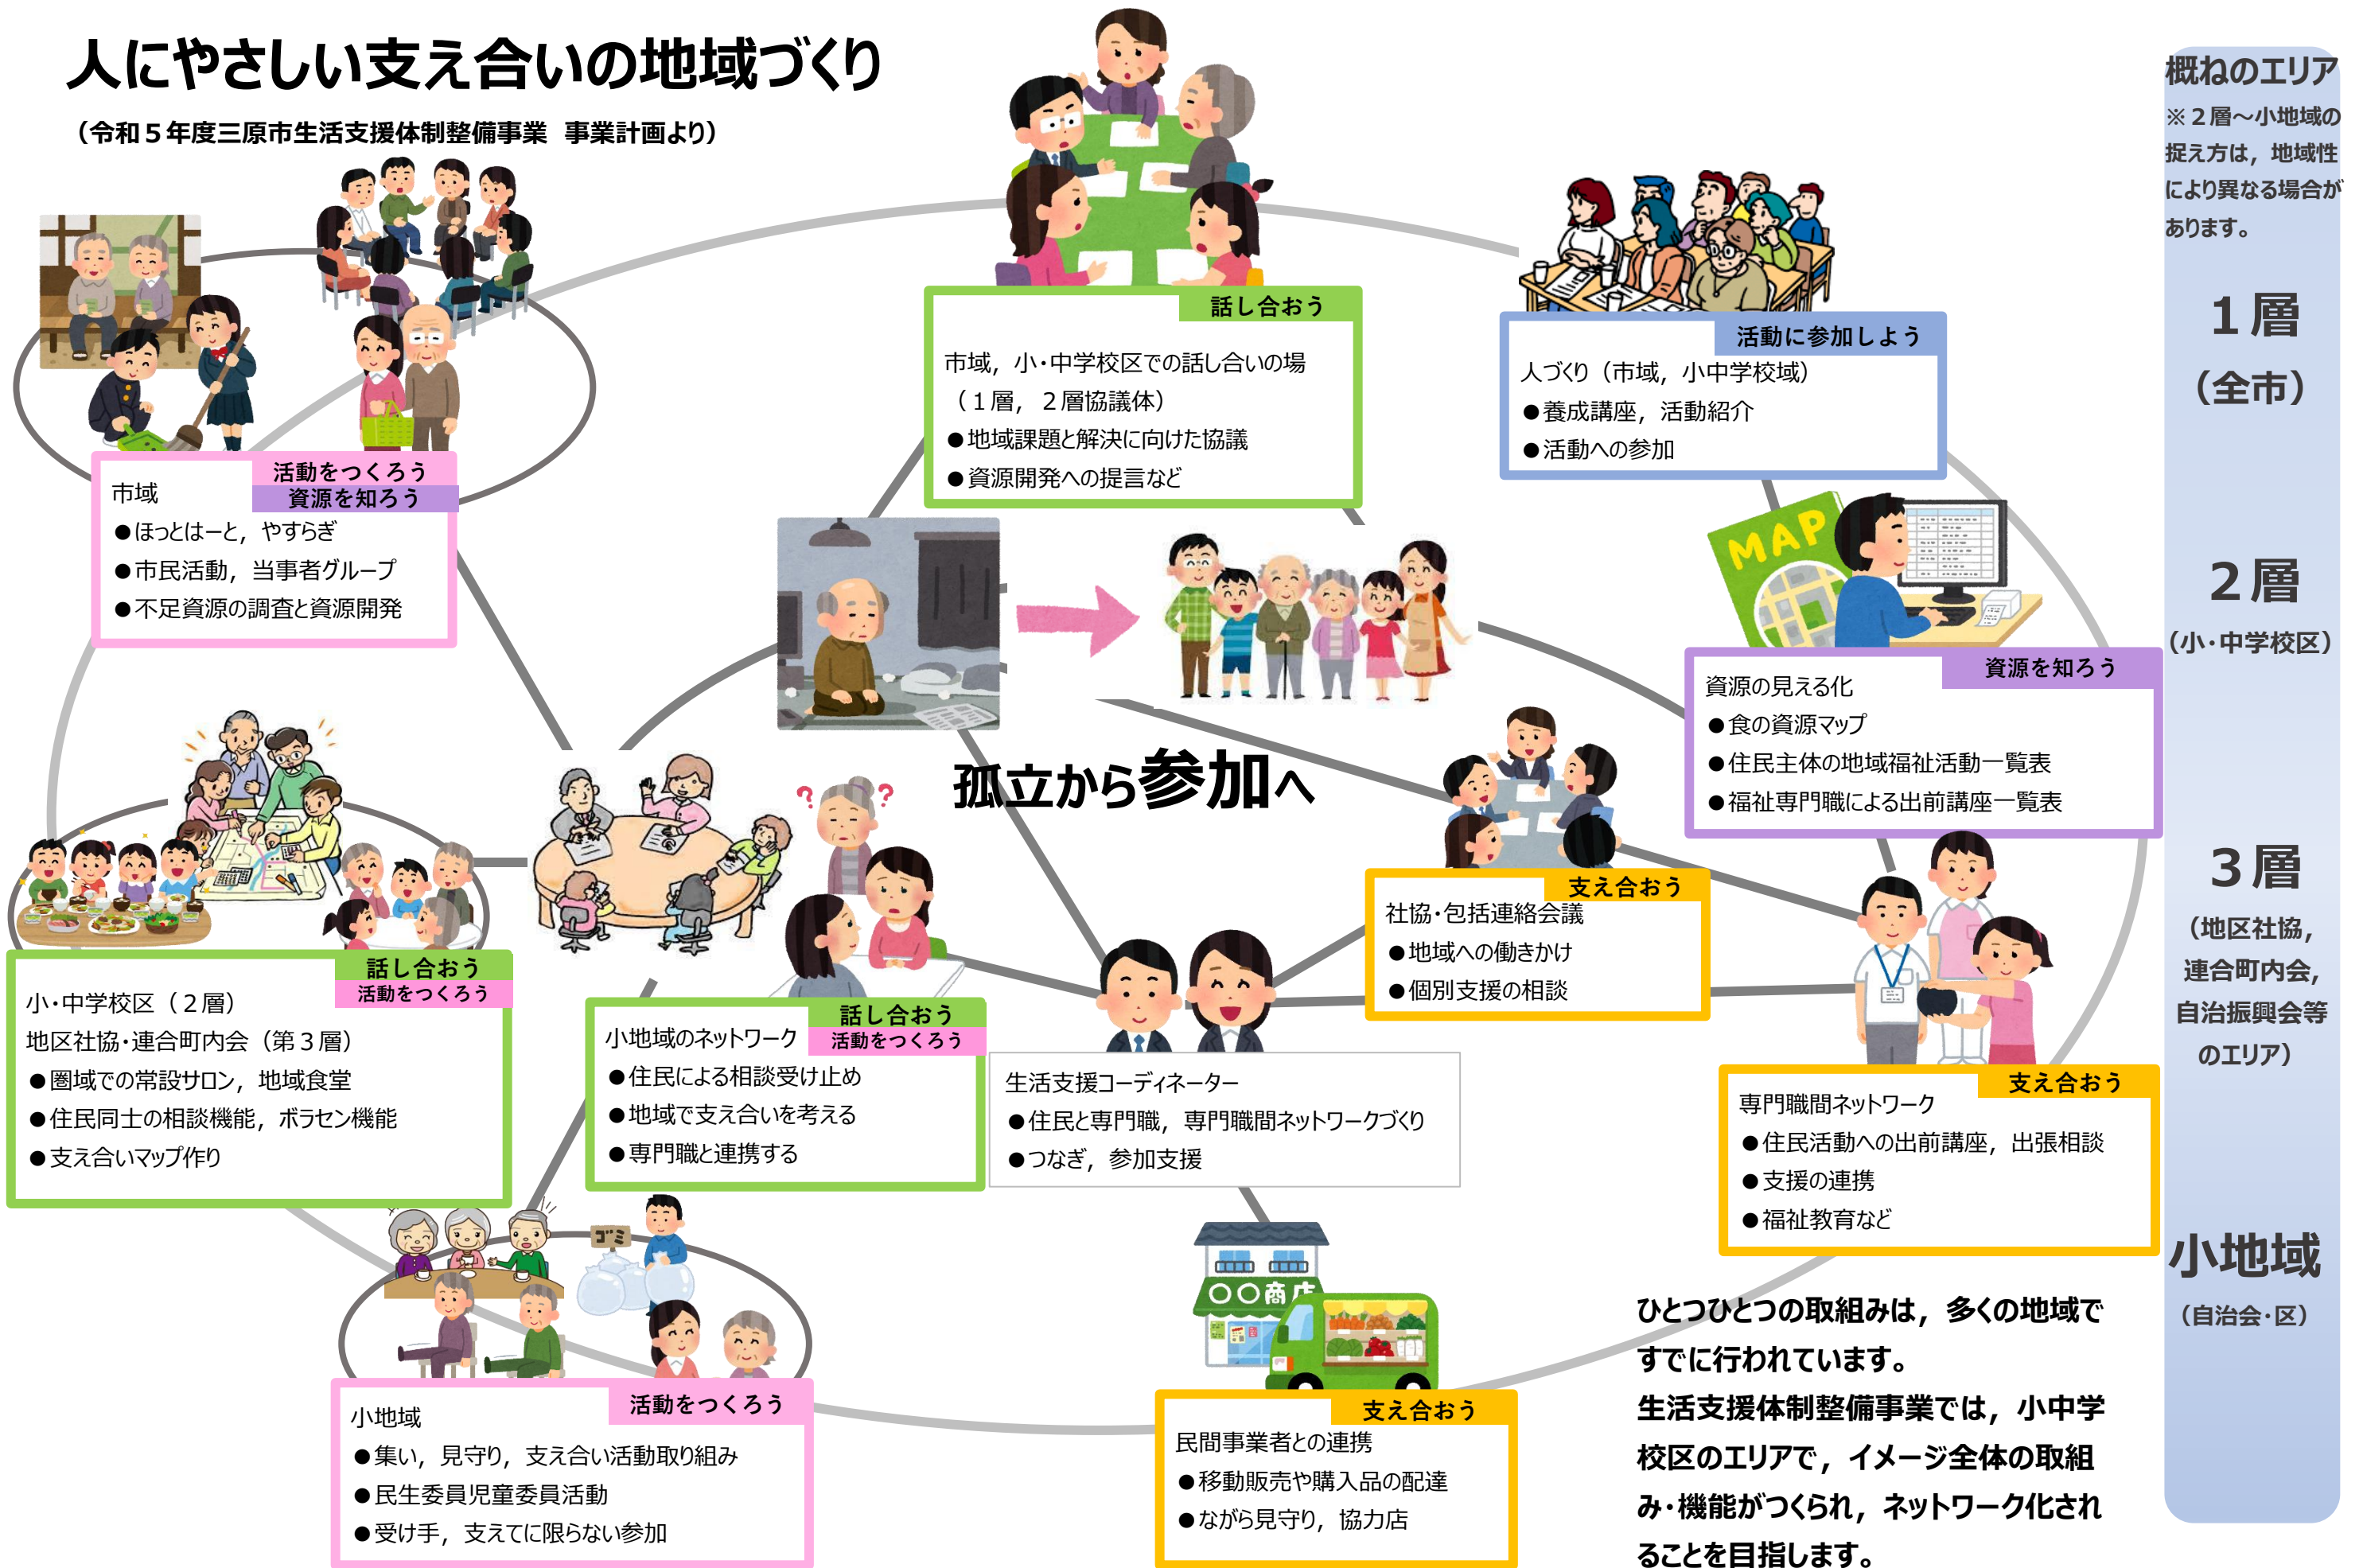 人にやさしい支え合いの地域づくり
（令和５年度三原市生活支援体制整備事業 事業計画より）
概ねのエリア
※２層～小地域の
捉え方は，地域性
により異なる場合が
あります。
１層
（全市）
２層
（小・中学校区）
３層
（地区社協，
連合町内会，
自治振興会等
のエリア）
小地域
（自治会・区）
話し合おう
市域，小・中学校区での話し合いの場
（１層，２層協議体）
●地域課題と解決に向けた協議
●資源開発への提言など
活動に参加しよう
人づくり（市域，小中学校域）
●養成講座，活動紹介
●活動への参加
活動をつくろう
資源を知ろう
市域
●ほっとはーと，やすらぎ
●市民活動，当事者グループ
●不足資源の調査と資源開発
MAP
資源を知ろう
資源の見える化
●食の資源マップ
●住民主体の地域福祉活動一覧表
●福祉専門職による出前講座一覧表
孤立から参加へ
支え合おう
社協・包括連絡会議
●地域への働きかけ
●個別支援の相談
話し合おう
活動をつくろう
小・中学校区（２層）
地区社協・連合町内会（第３層）
●圏域での常設サロン，地域食堂
●住民同士の相談機能，ボラセン機能
●支え合いマップ作り
??
話し合おう
活動をつくろう
小地域のネットワーク
●住民による相談受け止め
●地域で支え合いを考える
●専門職と連携する
生活支援コーディネーター
●住民と専門職，専門職間ネットワークづくり
●つなぎ，参加支援
支え合おう
専門職間ネットワーク
●住民活動への出前講座，出張相談
●支援の連携
●福祉教育など
ゴミ
活動をつくろう
小地域
●集い，見守り，支え合い活動取り組み
●民生委員児童委員活動
●受け手，支えてに限らない参加
○○商店
支え合おう
民間事業者との連携
●移動販売や購入品の配達
●ながら見守り，協力店
ひとつひとつの取組みは，多くの地域で
すでに行われています。
生活支援体制整備事業では，小中学
校区のエリアで，イメージ全体の取組
み・機能がつくられ，ネットワーク化され
ることを目指します。